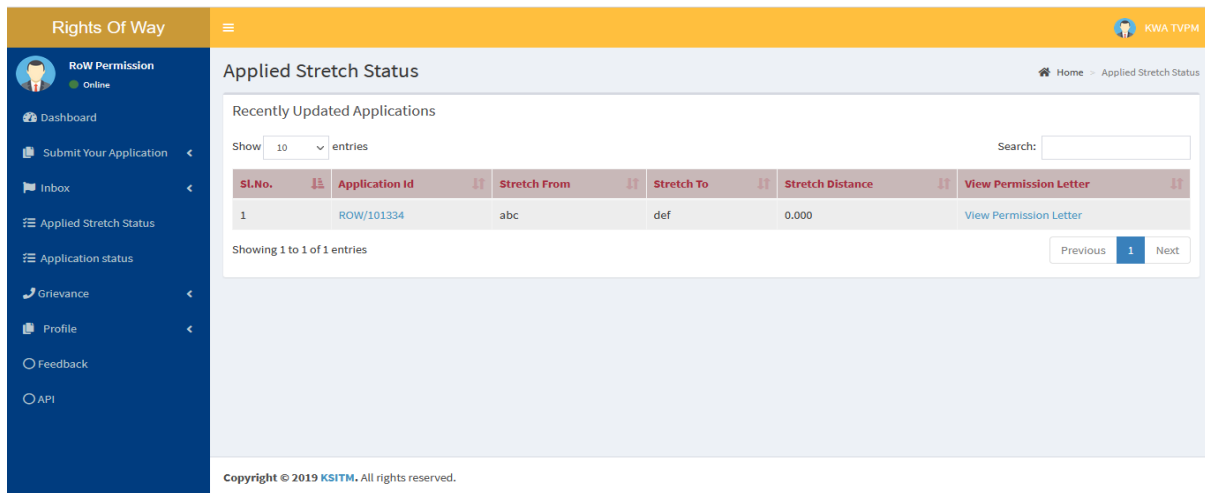 Rights Of Way
KWA TVPM
RoW Permission
Online
Dashboard
Submit Your Application
Inbox
Applied Stretch Status
Application status
Grievance
Profile
Feedback
API
Applied Stretch Status
Home > Applied Stretch Status
Recently Updated Applications
Show 10 entries
Search:
Sl.No. Application Id Stretch From Stretch To Stretch Distance View Permission Letter
1 ROW/101334 abc def 0.000 View Permission Letter
Showing 1 to 1 of 1 entries
Previous 1 Next
Copyright © 2019 KSITM. All rights reserved.